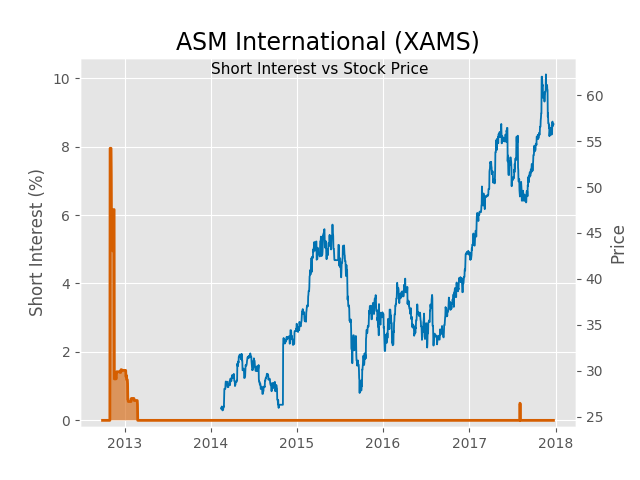 ASM International (XAMS)
Short Interest vs Stock Price
Short Interest (%)
10
8
6
4
2
0
60
55
50
45
40
35
30
25
Price
2013 2014 2015 2016 2017 2018